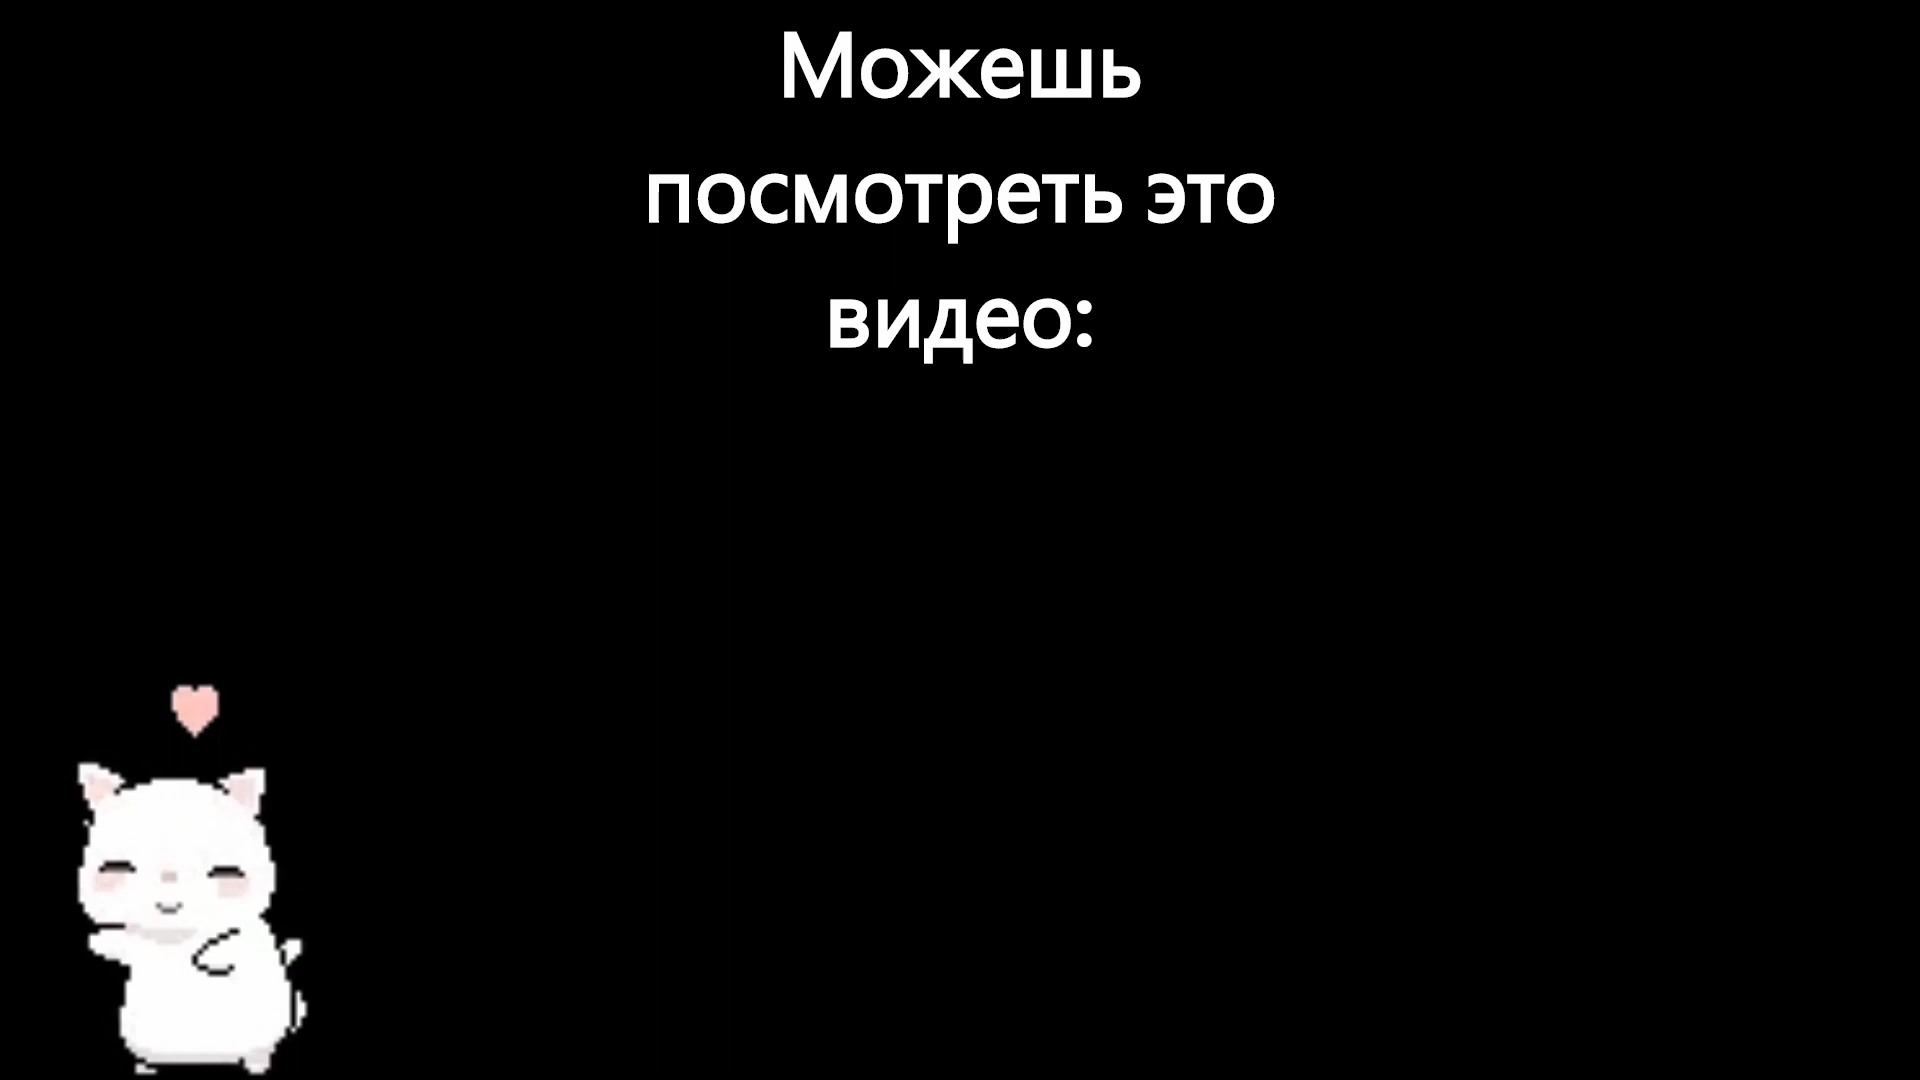 Можешь
посмотреть это
видео: